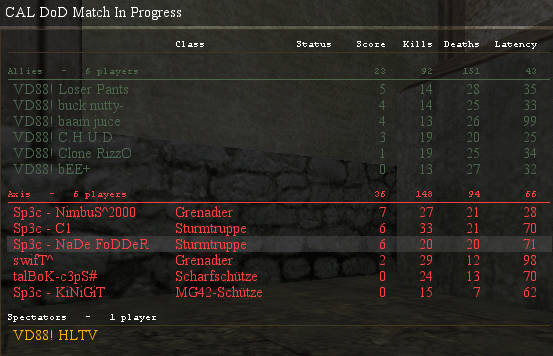 CAL DoD Match In Progress
Class Status Score Kills Deaths Latency
Allies - 6 players 23 92 151 43
VD88! Loser Pants 5 14 28 35
VD88! buck nutty- 4 14 25 33
VD88! baam juice 4 13 26 99
VD88! C.H.U.D. 3 19 20 25
VD88! Clone RizzO 1 19 25 34
VD88! bEE+ 0 13 27 32
Axis - 6 players 36 148 94 66
Sp3c - NimbuS^2000 Grenadier 7 27 21 28
Sp3c - C1 Sturmtruppe 6 33 21 70
Sp3c - NaDe FoDDeR Sturmtruppe 6 20 20 71
swifT^ Grenadier 2 29 12 98
talBoK-c3pS# Scharfschütze 0 24 13 70
Sp3c - KiNiGiT MG42-Schütze 0 15 7 62
Spectators - 1 player
VD88! HLTV